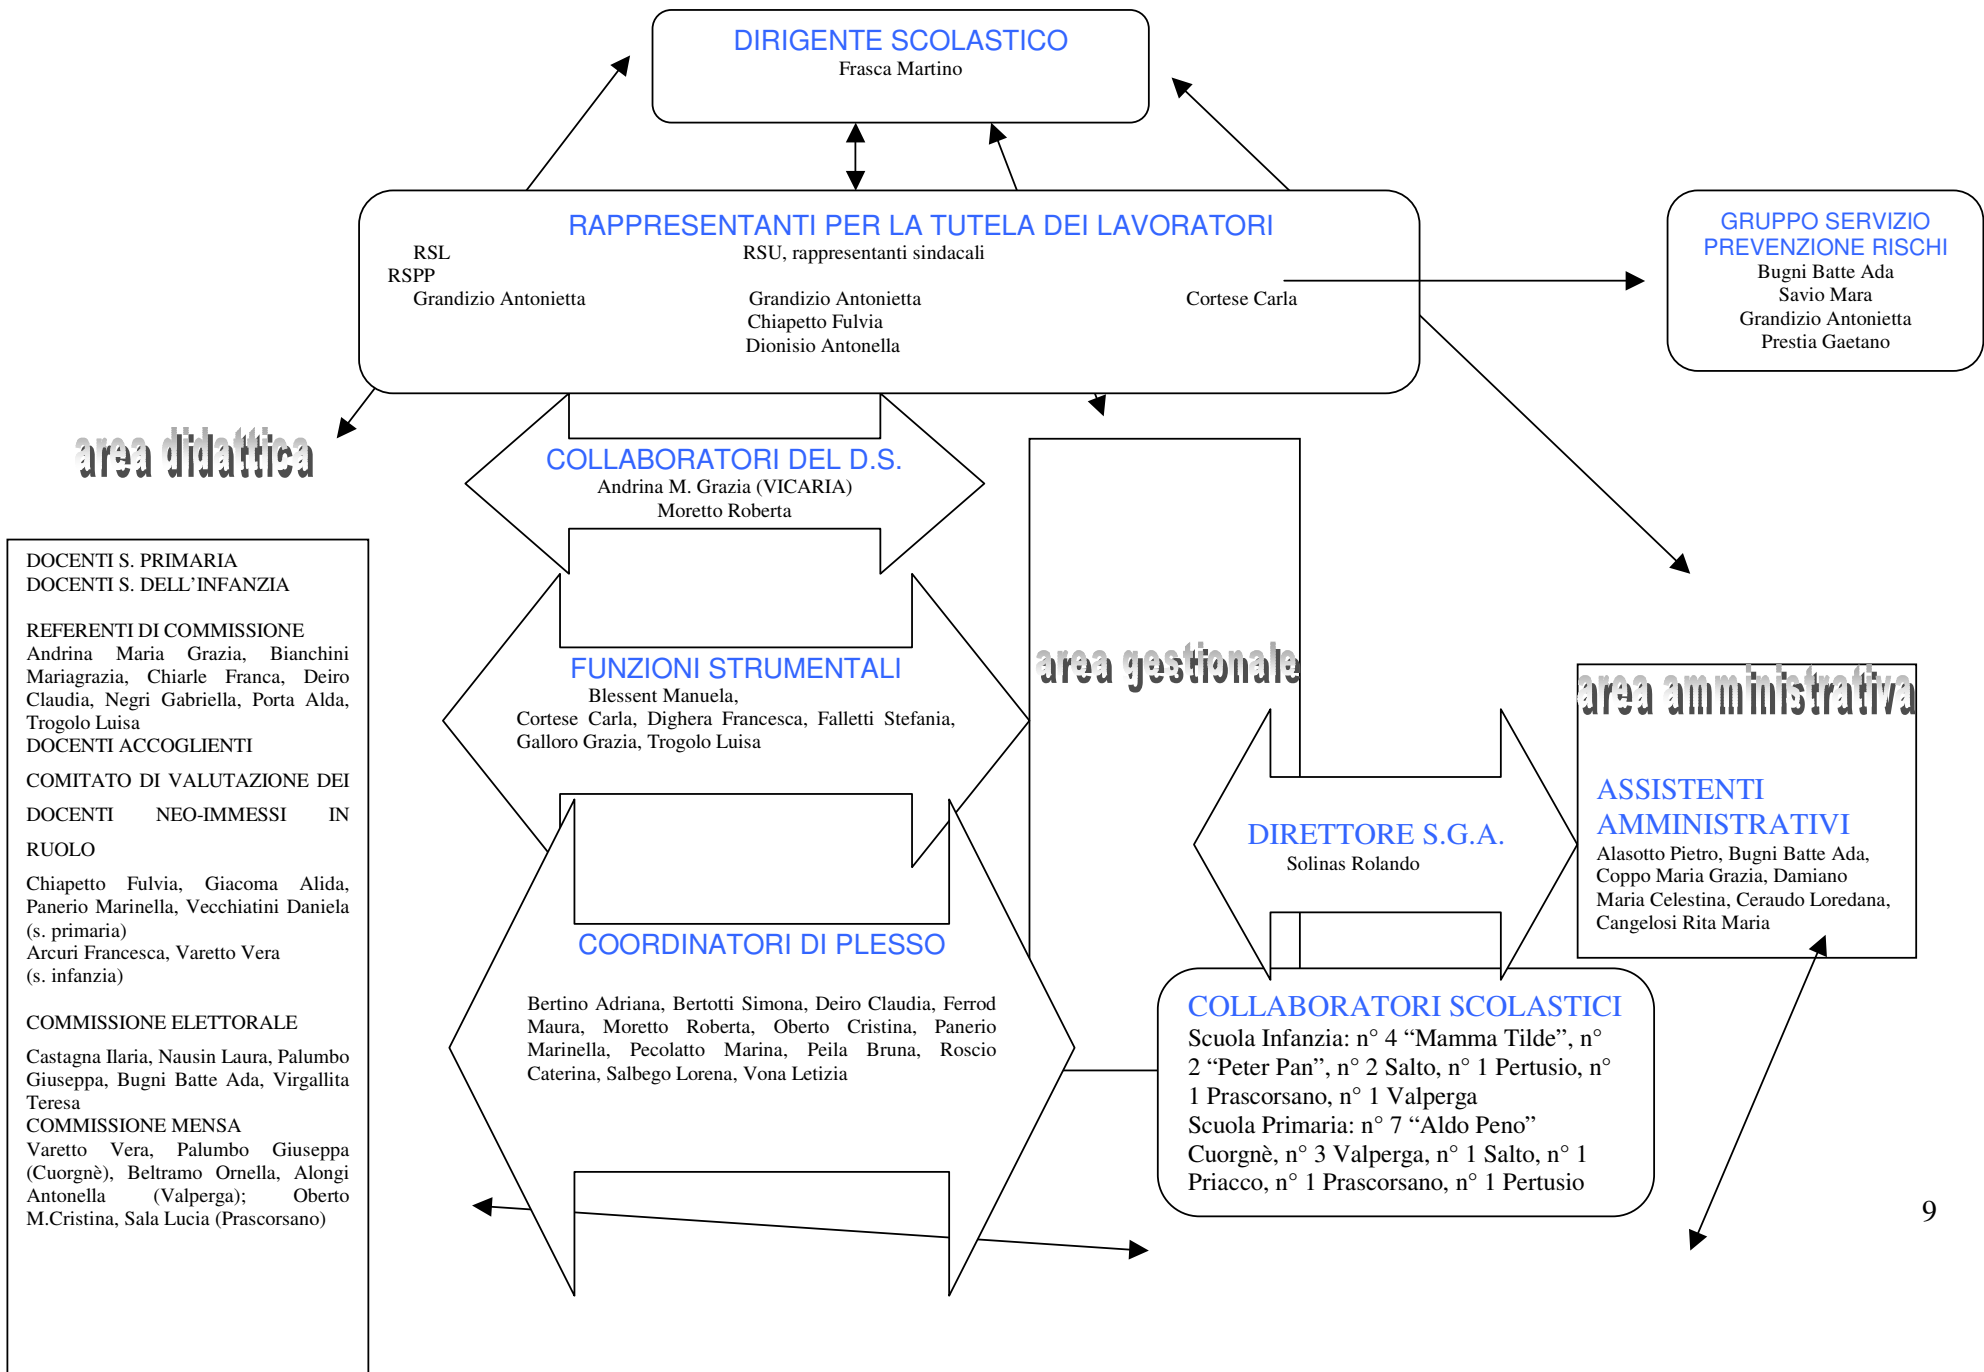 DIRIGENTE SCOLASTICO
Frasca Martino
RAPPRESENTANTI PER LA TUTELA DEI LAVORATORI
RSL RSU, rappresentanti sindacali
RSPP
Grandizio Antonietta Grandizio Antonietta Cortese Carla
Chiapetto Fulvia
Dionisio Antonella
GRUPPO SERVIZIO
PREVENZIONE RISCHI
Bugni Batte Ada
Savio Mara
Grandizio Antonietta
Prestia Gaetano
area didattica
DOCENTI S. PRIMARIA
DOCENTI S. DELL'INFANZIA
REFERENTI DI COMMISSIONE
Andrina Maria Grazia, Bianchini
Mariagrazia, Chiarle Franca, Deiro
Claudia, Negri Gabriella, Porta Alda,
Trogolo Luisa
DOCENTI ACCOGLIENTI
COMITATO DI VALUTAZIONE DEI
DOCENTI NEO-IMMESSI IN
RUOLO
Chiapetto Fulvia, Giacoma Alida,
Panerio Marinella, Vecchiatini Daniela
(s. primaria)
Arcuri Francesca, Varetto Vera
(s. infanzia)
COMMISSIONE ELETTORALE
Castagna Ilaria, Nausin Laura, Palumbo
Giuseppa, Bugni Batte Ada, Virgallita
Teresa
COMMISSIONE MENSA
Varetto Vera, Palumbo Giuseppa
(Cuorgnè), Beltramo Ornella, Alongi
Antonella (Valperga); Oberto
M.Cristina, Sala Lucia (Prascorsano)
COLLABORATORI DEL D.S.
Andrina M. Grazia (VICARIA)
Moretto Roberta
FUNZIONI STRUMENTALI
Blessent Manuela,
Cortese Carla, Dighera Francesca, Falletti Stefania,
Galloro Grazia, Trogolo Luisa
COORDINATORI DI PLESSO
Bertino Adriana, Bertotti Simona, Deiro Claudia, Ferrod
Maura, Moretto Roberta, Oberto Cristina, Panerio
Marinella, Pecolatto Marina, Peila Bruna, Roscio
Caterina, Salbego Lorena, Vona Letizia
area gestionale
DIRETTORE S.G.A.
Solinas Rolando
COLLABORATORI SCOLASTICI
Scuola Infanzia: n° 4 “Mamma Tilde”, n°
2 “Peter Pan”, n° 2 Salto, n° 1 Pertusio, n°
1 Prascorsano, n° 1 Valperga
Scuola Primaria: n° 7 “Aldo Peno”
Cuorgnè, n° 3 Valperga, n° 1 Salto, n° 1
Priacco, n° 1 Prascorsano, n° 1 Pertusio
area amministrativa
ASSISTENTI
AMMINISTRATIVI
Alasotto Pietro, Bugni Batte Ada,
Coppo Maria Grazia, Damiano
Maria Celestina, Ceraudo Loredana,
Cangelosi Rita Maria
9